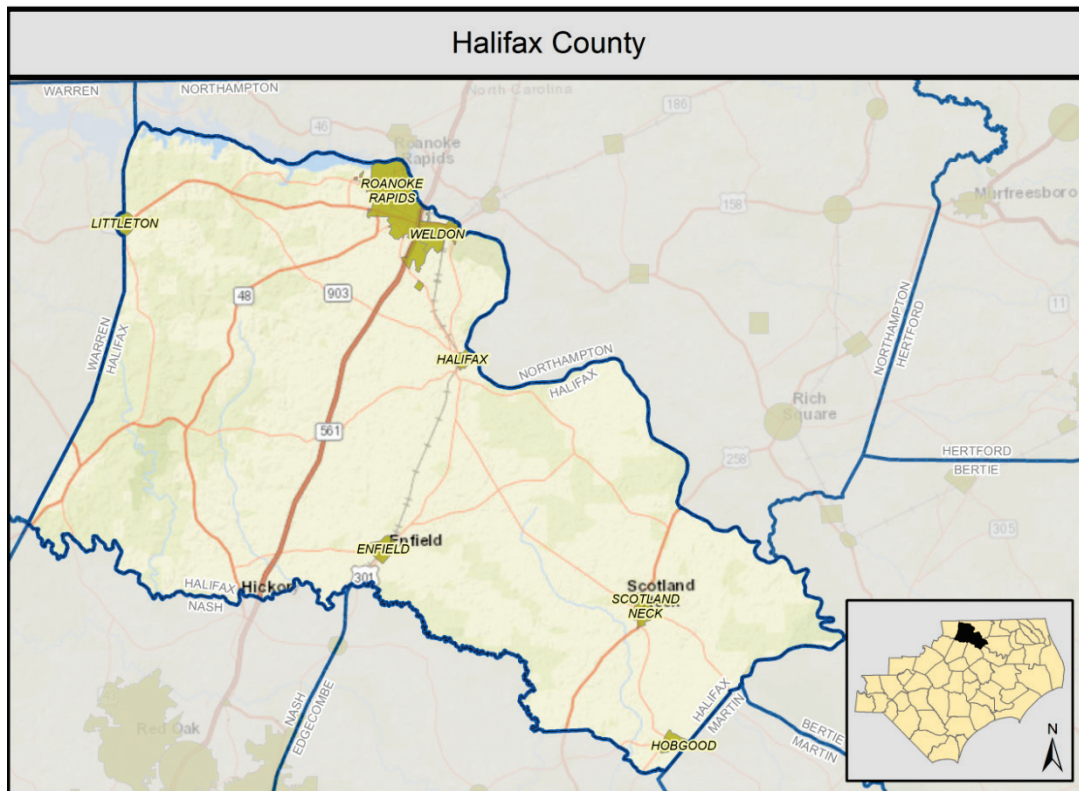 Halifax County
WARREN
NORTHAMPTON
North Carolina
186
46
Roanoke
Rapids
ROANOKE
RAPIDS
Murfreesboro
158
LITTLETON
WELDON
48
903
11
NORTHAMPTON
HERTFORD
WARREN
HALIFAX
HALIFAX
NORTHAMPTON
HALIFAX
Rich
Square
561
258
HERTFORD
BERTIE
305
ENFIELD
Enfield
301
Hickory
HALIFAX
NASH
Scotland
SCOTLAND
NECK
NASH
EDGECOMBE
HALIFAX
MARTIN
BERTIE
MARTIN
Red Oak
HOBGOOD
N